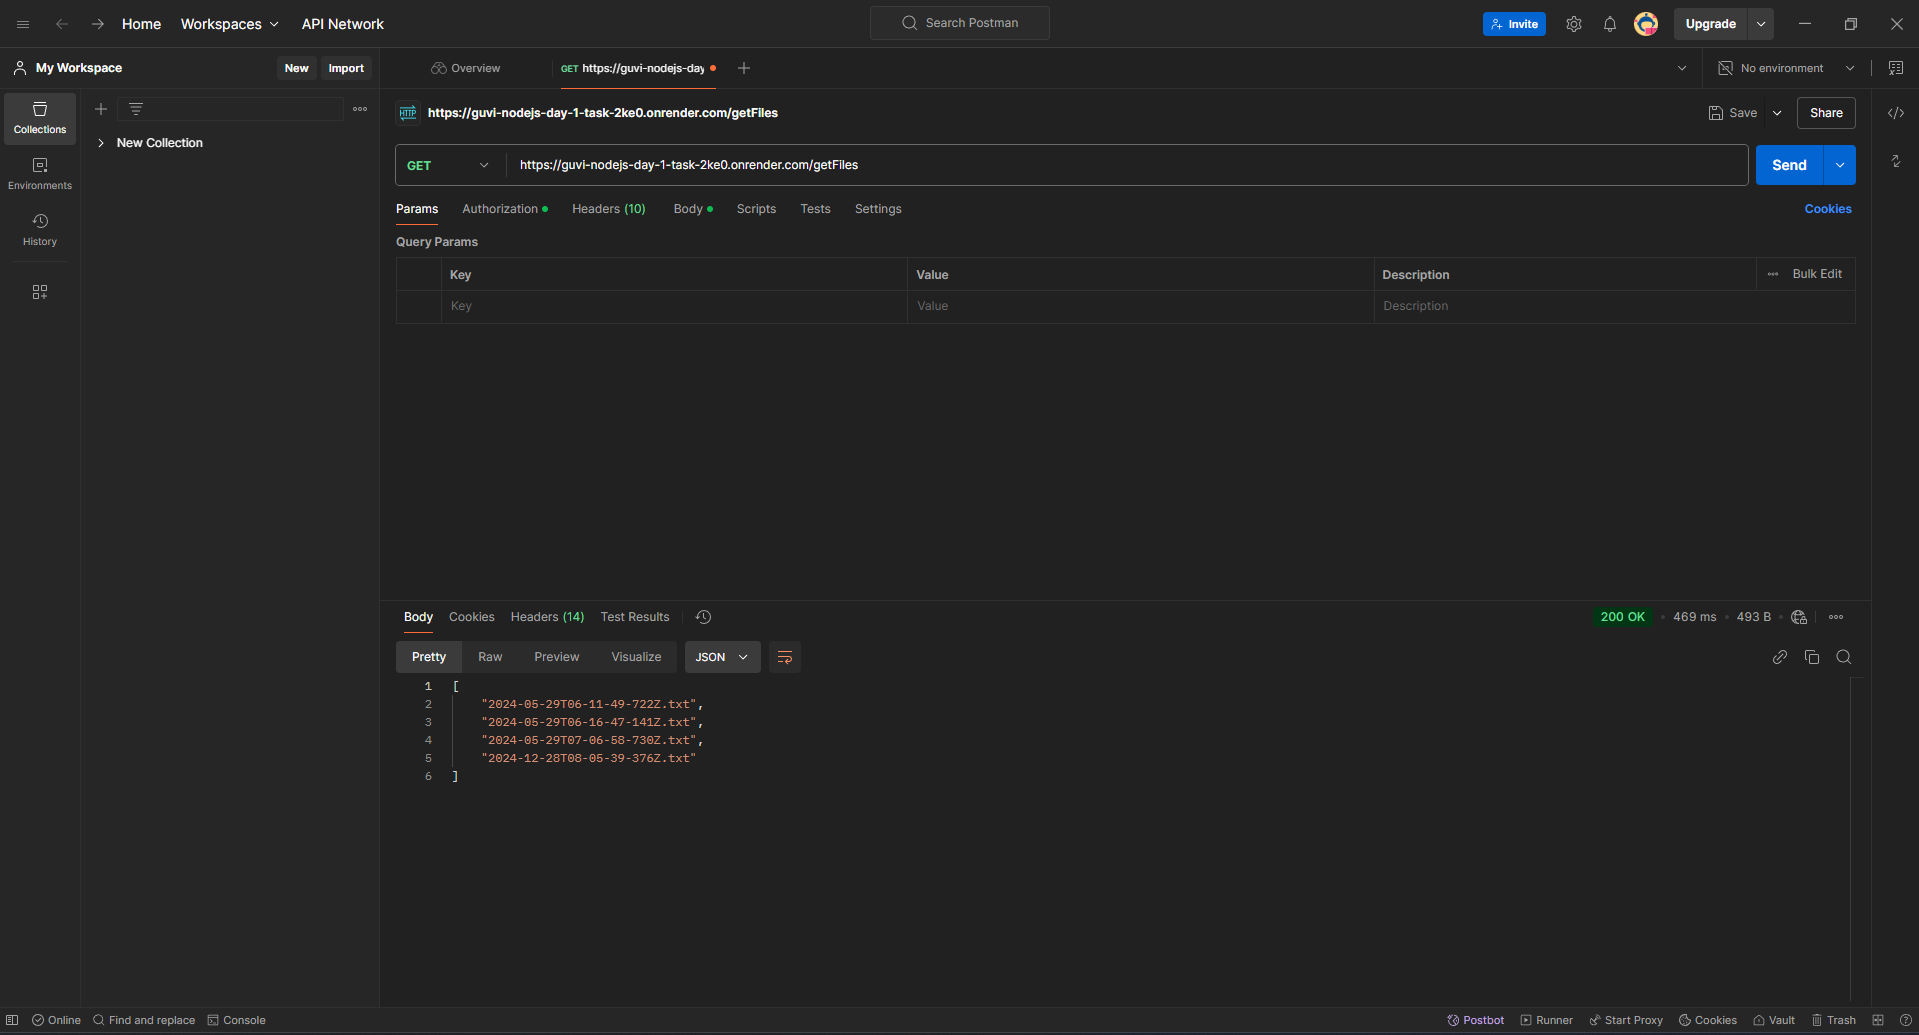 Home Workspaces API Network Search Postman Invite Upgrade
My Workspace New Import Overview GET https://guvi-nodejs-day No environment
Collections
New Collection
Environments
History
HTTP https://guvi-nodejs-day-1-task-2ke0.onrender.com/getFiles Save Share
GET https://guvi-nodejs-day-1-task-2ke0.onrender.com/getFiles Send
Params Authorization Headers (10) Body Scripts Tests Settings Cookies
Query Params
Key Value Description Bulk Edit
Key Value Description
Body Cookies Headers (14) Test Results 200 OK • 469 ms • 493 B •
Pretty Raw Preview Visualize JSON
1 [
2 "2024-05-29T06-11-49-722Z.txt",
3 "2024-05-29T06-16-47-141Z.txt",
4 "2024-05-29T07-06-58-730Z.txt",
5 "2024-12-28T08-05-39-376Z.txt"
6 ]
Online Find and replace Console Postbot Runner Start Proxy Cookies Vault Trash